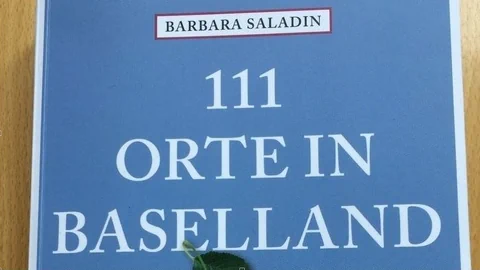 BARBARA SALADIN
111
ORTE IN
BASELLAND